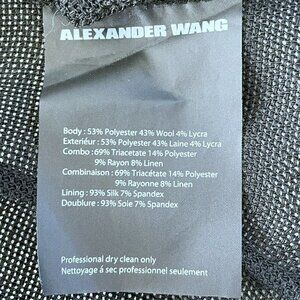 ALEXANDER WANG
Body : 53% Polyester 43% Wool 4% Lycra
Exteriéur : 53% Polyester 43% Laine 4% Lycra
Combo : 69% Triacetate 14% Polyester
9% Rayon 8% Linen
Combinaison : 69% Triacétate 14% Polyester
9% Rayonne 8% Linen
Lining : 93% Silk 7% Spandex
Doublure : 93% Soie 7% Spandex
Professional dry clean only
Nettoyage á sec professionnel seulement